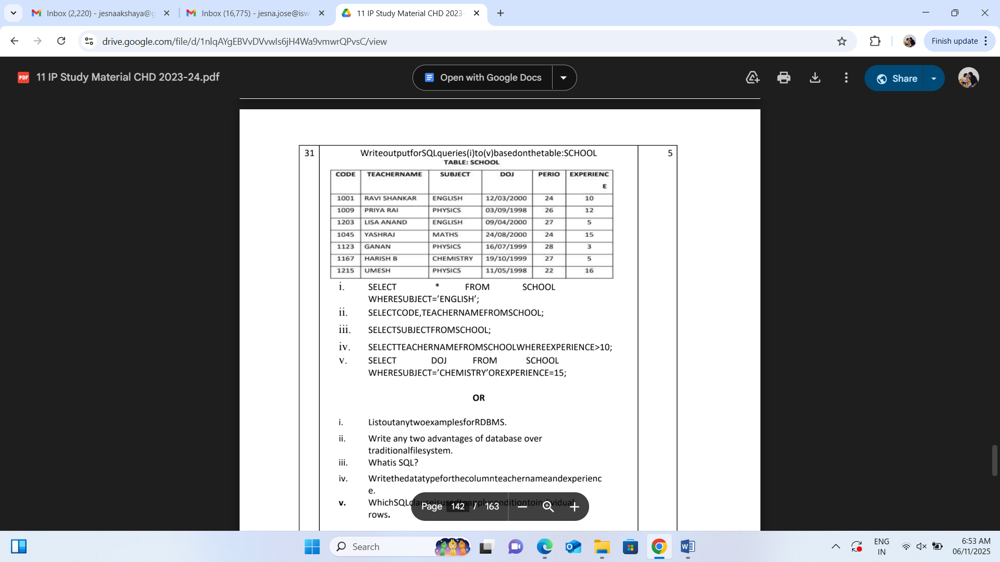 Inbox (2,220) - jesnaakshaya@g
Inbox (16,775) - jesna.jose@isw
11 IP Study Material CHD 2023-
drive.google.com/file/d/1nlqAYgEBVvDVvwIs6jH4Wa9vmwrQPvsC/view
Finish update
PDF
11 IP Study Material CHD 2023-24.pdf
Open with Google Docs
Share
31 WriteoutputforSQLqueries(i)to(v)basedonthetable:SCHOOL 5
TABLE: SCHOOL
CODE TEACHERNAME SUBJECT DOJ PERIO EXPERIENC
E
1001 RAVI SHANKAR ENGLISH 12/03/2000 24 10
1009 PRIYA RAI PHYSICS 03/09/1998 26 12
1203 LISA ANAND ENGLISH 09/04/2000 27 5
1045 YASHRAJ MATHS 24/08/2000 24 15
1123 GANAN PHYSICS 16/07/1999 28 3
1167 HARISH B CHEMISTRY 19/10/1999 27 5
1215 UMESH PHYSICS 11/05/1998 22 16
i. SELECT * FROM SCHOOL
WHERESUBJECT=’ENGLISH’;
ii. SELECTCODE,TEACHERNAMEFROMSCHOOL;
iii. SELECTSUBJECTFROMSCHOOL;
iv. SELECTTEACHERNAMEFROMSCHOOLWHEREEXPERIENCE>10;
v. SELECT DOJ FROM SCHOOL
WHERESUBJECT=’CHEMISTRY’OREXPERIENCE=15;
OR
i. ListoutanytwoexamplesforRDBMS.
ii. Write any two advantages of database over
traditionalfilesystem.
iii. Whatis SQL?
iv. Writethedatatypeforthecolumnteachernameandexperienc
e.
v. WhichSQLclauseisusedtoapplyconditiontoindividual
rows.
Page 142 / 163
Search
ENG
IN
6:53 AM
06/11/2025